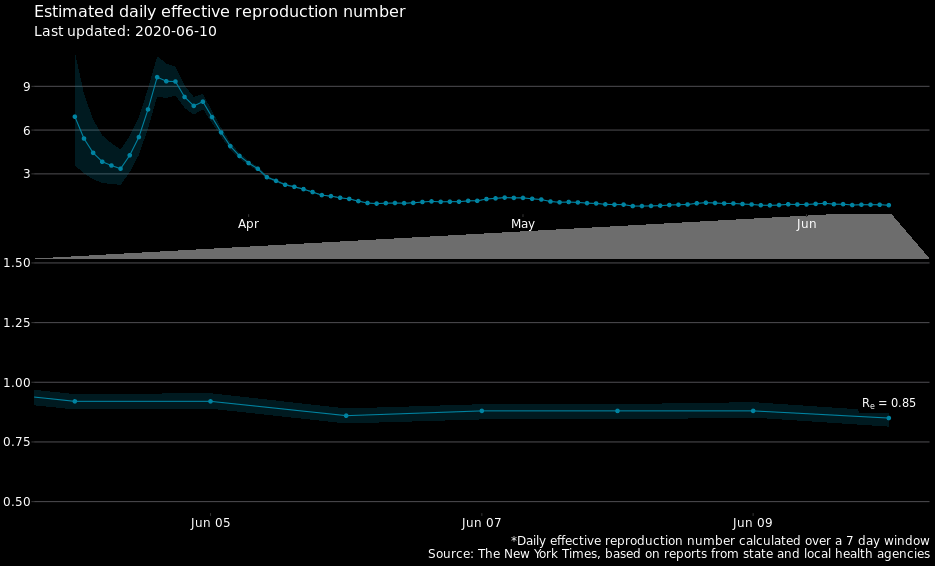 Estimated daily effective reproduction number
Last updated: 2020-06-10
9
6
3
Apr May Jun
1.50
1.25
1.00
Re = 0.85
0.75
0.50
Jun 05 Jun 07 Jun 09
*Daily effective reproduction number calculated over a 7 day window
Source: The New York Times, based on reports from state and local health agencies